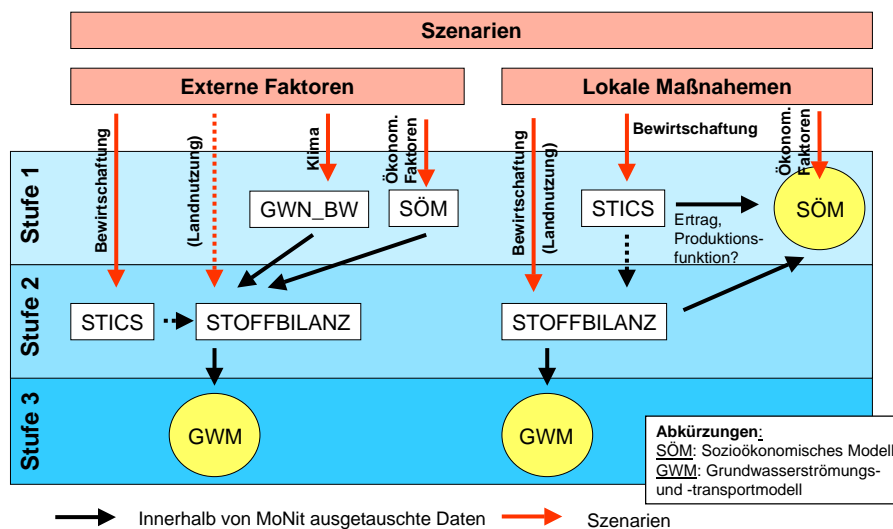 Szenarien
Externe Faktoren
Lokale Maßnahemen
Bewirtschaftung
(Landnutzung)
Klima
Ökonom.
Faktoren
Bewirtschaftung
(Landnutzung)
Bewirtschaftung
Ökonom.
Faktoren
Stufe 1
GWN_BW
SÖM
STICS
SÖM
Ertrag,
Produktions-
funktion?
Stufe 2
STICS
STOFFBILANZ
STOFFBILANZ
Stufe 3
GWM
GWM
Abkürzungen:
SÖM: Sozioökonomisches Modell
GWM: Grundwasserströmungs-
und -transportmodell
Innerhalb von MoNit ausgetauschte Daten
Szenarien